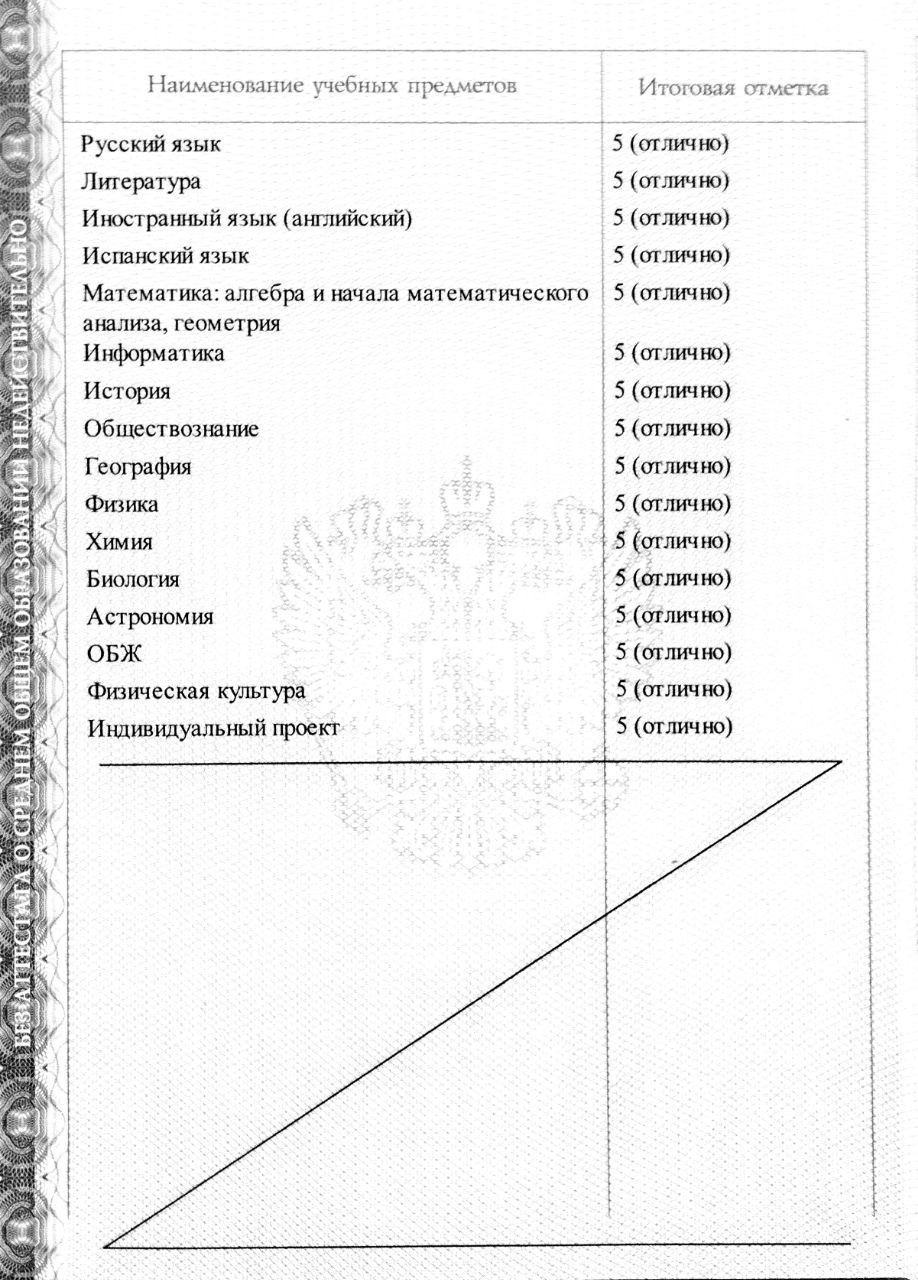 Наименование учебных предметов Итоговая отметка
Русский язык 5 (отлично)
Литература 5 (отлично)
Иностранный язык (английский) 5 (отлично)
Испанский язык 5 (отлично)
Математика: алгебра и начала математического 5 (отлично)
анализа, геометрия
Информатика 5 (отлично)
История 5 (отлично)
Обществознание 5 (отлично)
География 5 (отлично)
Физика 5 (отлично)
Химия 5 (отлично)
Биология 5 (отлично)
Астрономия 5 (отлично)
ОБЖ 5 (отлично)
Физическая культура 5 (отлично)
Индивидуальный проект 5 (отлично)
БЕЗ АТТЕСТАТА О СРЕДНЕМ ОБЩЕМ ОБРАЗОВАНИИ НЕДЕЙСТВИТЕЛЬНО